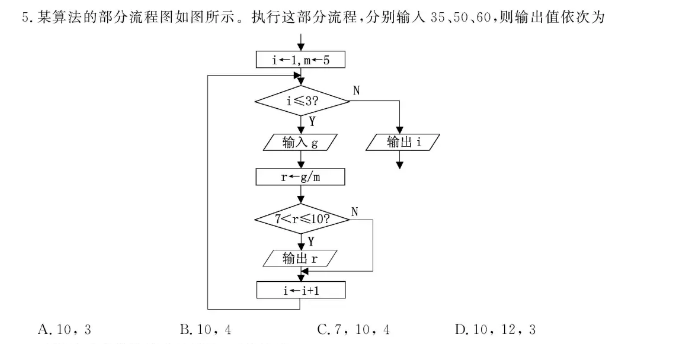 5.某算法的部分流程图如图所示。执行这部分流程,分别输入 35、50、60,则输出值依次为
i←1,m←5
i≤3?
N
Y
输入 g
输出 i
r←g/m
7<r≤10?
N
Y
输出 r
i←i+1
A. 10, 3 B. 10, 4 C. 7, 10, 4 D. 10, 12, 3